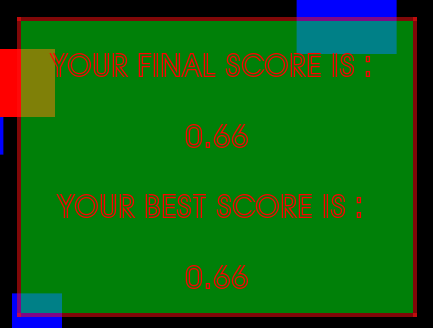 YOUR FINAL SCORE IS :
0.66
YOUR BEST SCORE IS :
0.66